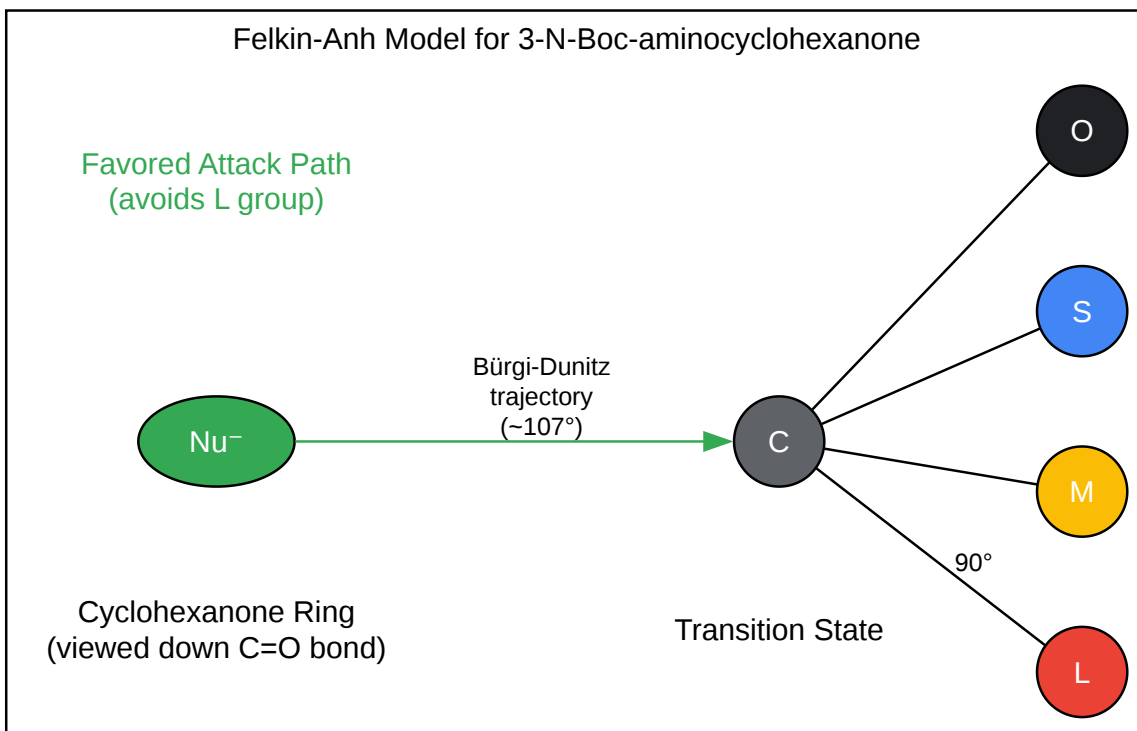 Felkin-Anh Model for 3-N-Boc-aminocyclohexanone
O
Favored Attack Path
(avoids L group)
S
Bürgi-Dunitz
trajectory
(~107°)
Nu⁻
C
M
90°
Cyclohexanone Ring
(viewed down C=O bond)
Transition State
L